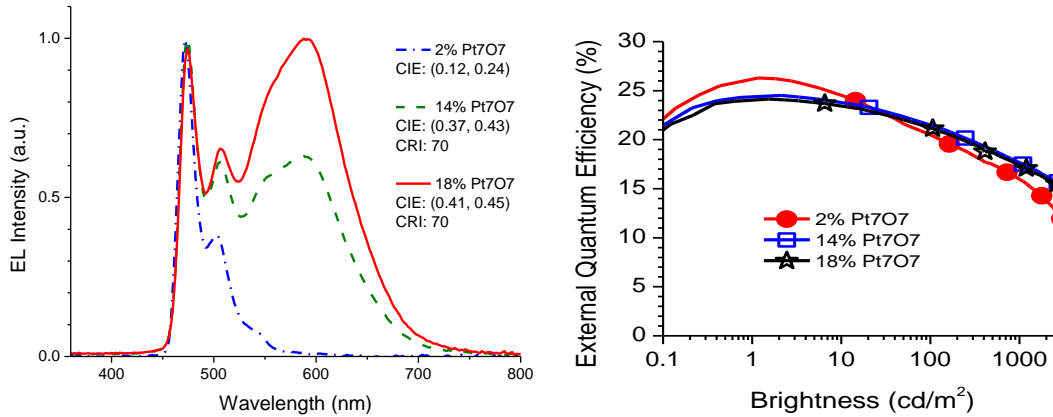 1.0
0.5
0.0
EL Intensity (a.u.)
2% Pt7O7
CIE: (0.12, 0.24)
14% Pt7O7
CIE: (0.37, 0.43)
CRI: 70
18% Pt7O7
CIE: (0.41, 0.45)
CRI: 70
400 500 600 700 800
Wavelength (nm)
30
25
20
15
10
5
0
External Quantum Efficiency (%)
2% Pt7O7
14% Pt7O7
18% Pt7O7
0.1 1 10 100 1000
Brightness (cd/m²)